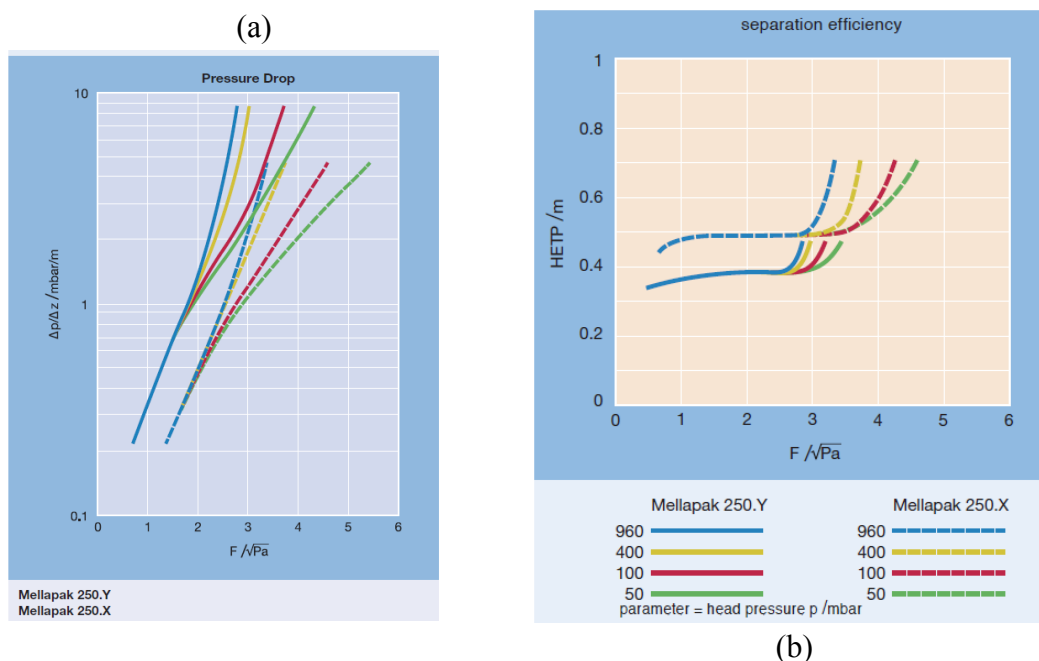 (a)
Pressure Drop
10
1
0.1
Δp/Δz /mbar/m
0 1 2 3 4 5 6
F/√Pa
Mellapak 250.Y
Mellapak 250.X
separation efficiency
1
0.8
0.6
0.4
0.2
0
HETP /m
0 1 2 3 4 5 6
F/√Pa
Mellapak 250.Y Mellapak 250.X
960 960
400 400
100 100
50 50
parameter = head pressure p /mbar
(b)